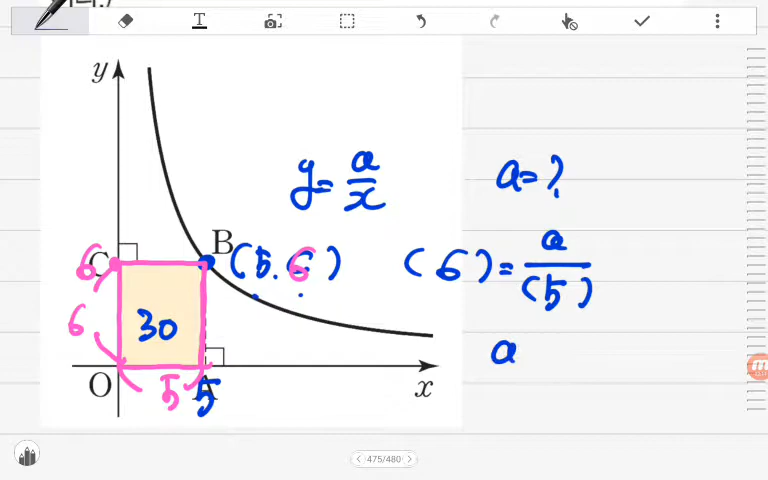 T
y
y = a/x
a = ?
B
C
6
(5, 6)
(6) = a/(5)
6
30
a
O
5
5
x
475/480